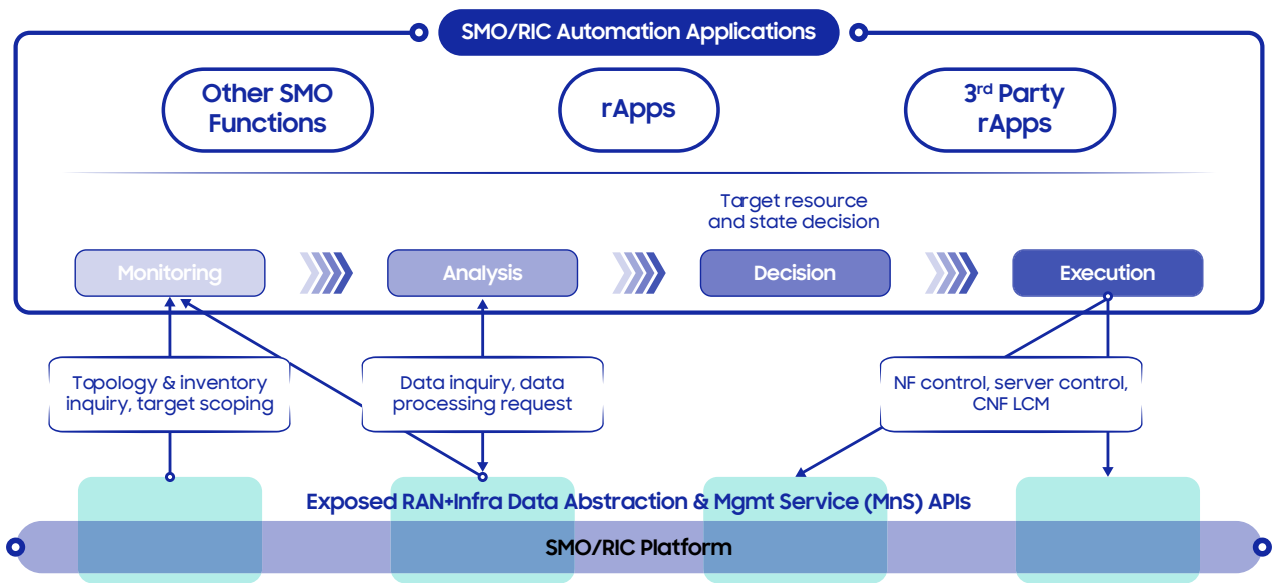 SMO/RIC Automation Applications
Other SMO
Functions
rApps
3rd Party
rApps
Target resource
and state decision
Monitoring
Analysis
Decision
Execution
Topology & inventory
inquiry, target scoping
Data inquiry, data
processing request
NF control, server control,
CNF LCM
Exposed RAN+Infra Data Abstraction & Mgmt Service (MnS) APIs
SMO/RIC Platform